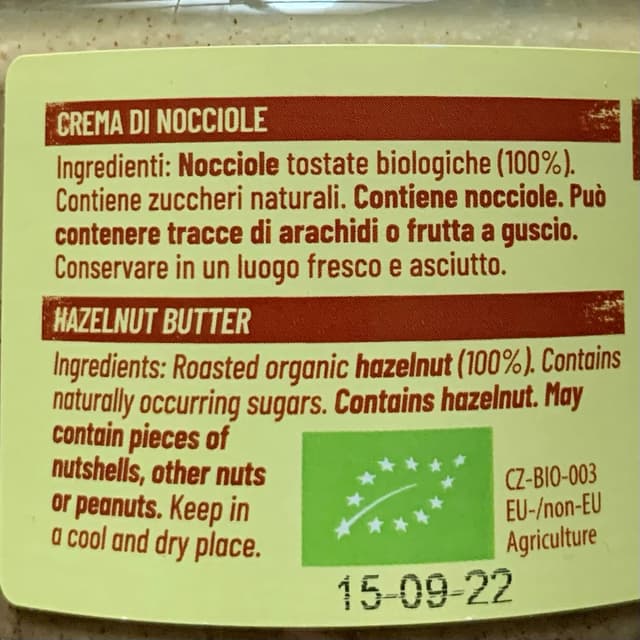 CREMA DI NOCCIOLE
Ingredienti: Nocciole tostate biologiche (100%).
Contiene zuccheri naturali. Contiene nocciole. Può
contenere tracce di arachidi o frutta a guscio.
Conservare in un luogo fresco e asciutto.
HAZELNUT BUTTER
Ingredients: Roasted organic hazelnut (100%). Contains
naturally occurring sugars. Contains hazelnut. May
contain pieces of
nutshells, other nuts
or peanuts. Keep in
a cool and dry place.
CZ-BIO-003
EU-/non-EU
Agriculture
15-09-22